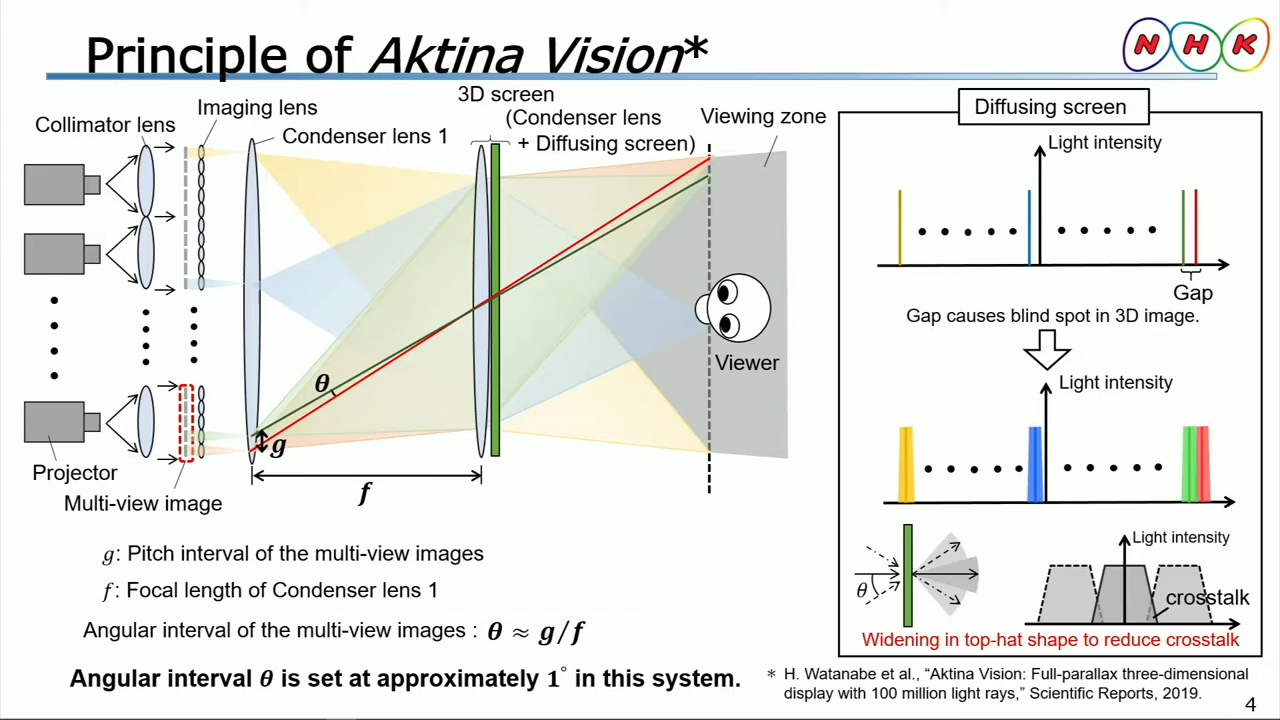 Principle of Aktina Vision*
NHK
Collimator lens
Imaging lens
Condenser lens 1
3D screen
(Condenser lens
+ Diffusing screen)
Viewing zone
Viewer
θ
g
f
Projector
Multi-view image
g: Pitch interval of the multi-view images
f: Focal length of Condenser lens 1
Angular interval of the multi-view images : θ ≈ g/f
Angular interval θ is set at approximately 1° in this system.
Diffusing screen
Light intensity
Gap
Gap causes blind spot in 3D image.
Light intensity
Light intensity
θ
crosstalk
Widening in top-hat shape to reduce crosstalk
* H. Watanabe et al., “Aktina Vision: Full-parallax three-dimensional
display with 100 million light rays,” Scientific Reports, 2019.
4